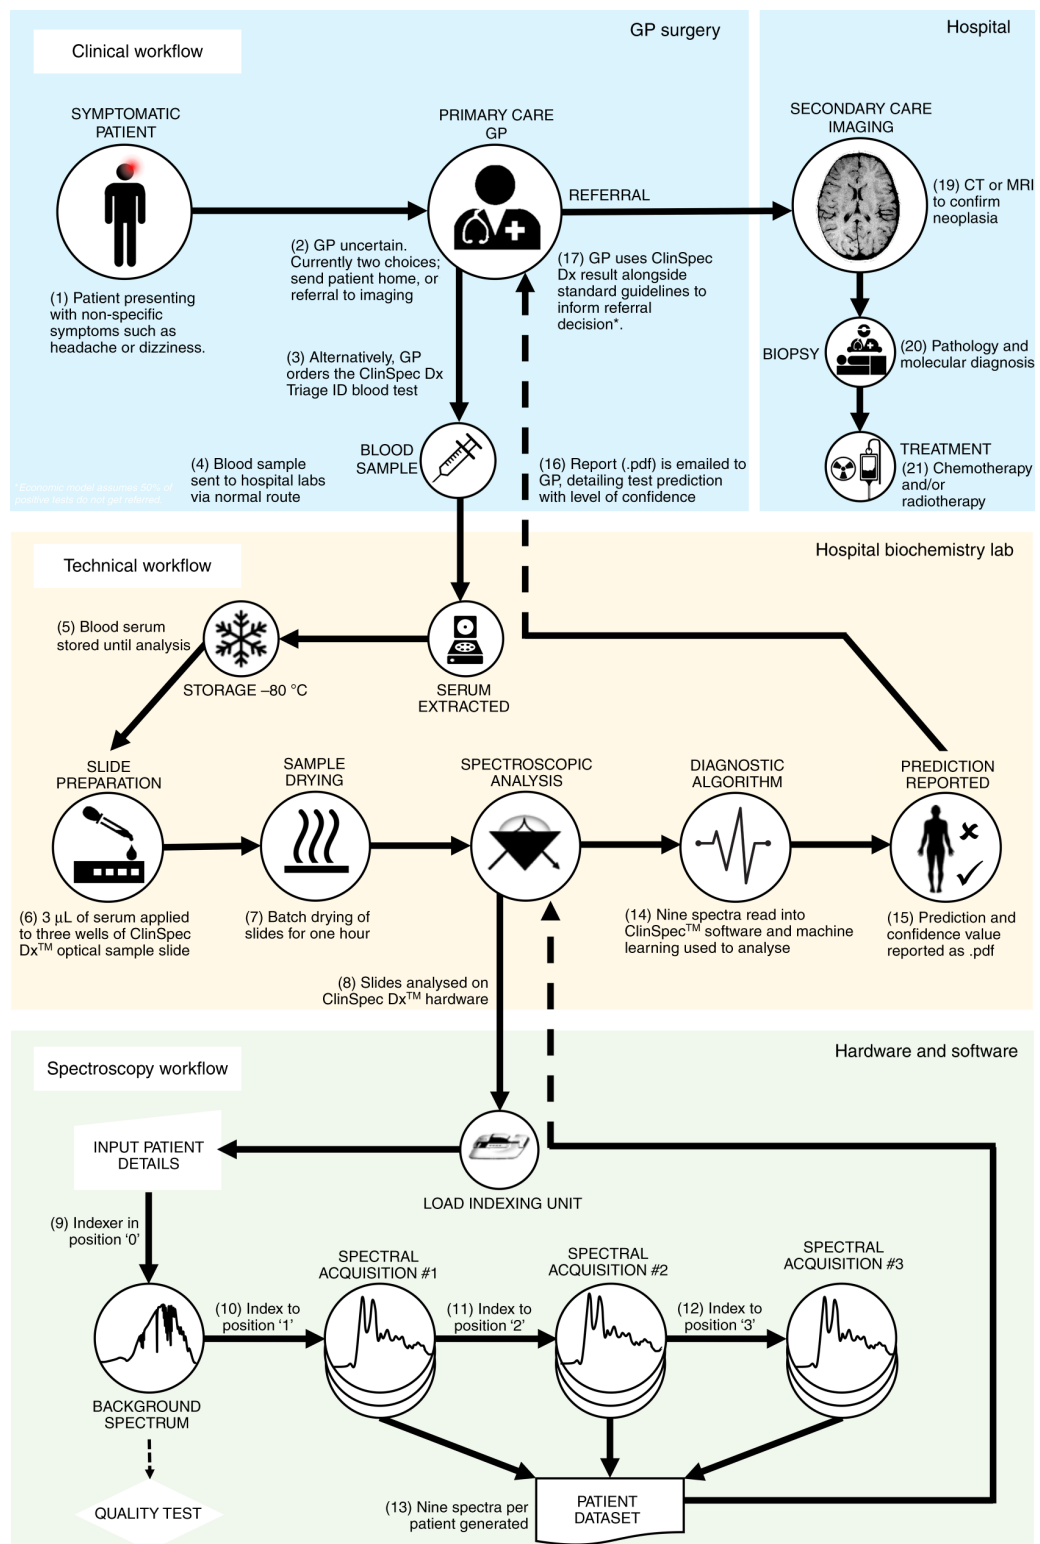 GP surgery
Hospital
Clinical workflow
SYMPTOMATIC
PATIENT
PRIMARY CARE
GP
SECONDARY CARE
IMAGING
REFERRAL
(19) CT or MRI
to confirm
neoplasia
(2) GP uncertain.
Currently two choices;
send patient home, or
referral to imaging
(17) GP uses ClinSpec
Dx result alongside
standard guidelines to
inform referral
decision*.
(1) Patient presenting
with non-specific
symptoms such as
headache or dizziness.
(3) Alternatively, GP
orders the ClinSpec Dx
Triage ID blood test
BIOPSY
(20) Pathology and
molecular diagnosis
BLOOD
SAMPLE
(4) Blood sample
sent to hospital labs
via normal route
(16) Report (.pdf) is emailed to
GP, detailing test prediction
with level of confidence
TREATMENT
(21) Chemotherapy
and/or
radiotherapy
*Economic model assumes 50% of
positive tests do not get referred
Technical workflow
Hospital biochemistry lab
(5) Blood serum
stored until analysis
STORAGE –80 °C
SERUM
EXTRACTED
SLIDE
PREPARATION
SAMPLE
DRYING
SPECTROSCOPIC
ANALYSIS
DIAGNOSTIC
ALGORITHM
PREDICTION
REPORTED
(6) 3 μL of serum applied
to three wells of ClinSpec
Dx™ optical sample slide
(7) Batch drying of
slides for one hour
(14) Nine spectra read into
ClinSpec™ software and machine
learning used to analyse
(15) Prediction and
confidence value
reported as .pdf
(8) Slides analysed on
ClinSpec Dx™ hardware
Spectroscopy workflow
Hardware and software
INPUT PATIENT
DETAILS
LOAD INDEXING UNIT
(9) Indexer in
position ‘0’
SPECTRAL
ACQUISITION #1
SPECTRAL
ACQUISITION #2
SPECTRAL
ACQUISITION #3
(10) Index to
position ‘1’
(11) Index to
position ‘2’
(12) Index to
position ‘3’
BACKGROUND
SPECTRUM
QUALITY TEST
(13) Nine spectra per
patient generated
PATIENT
DATASET